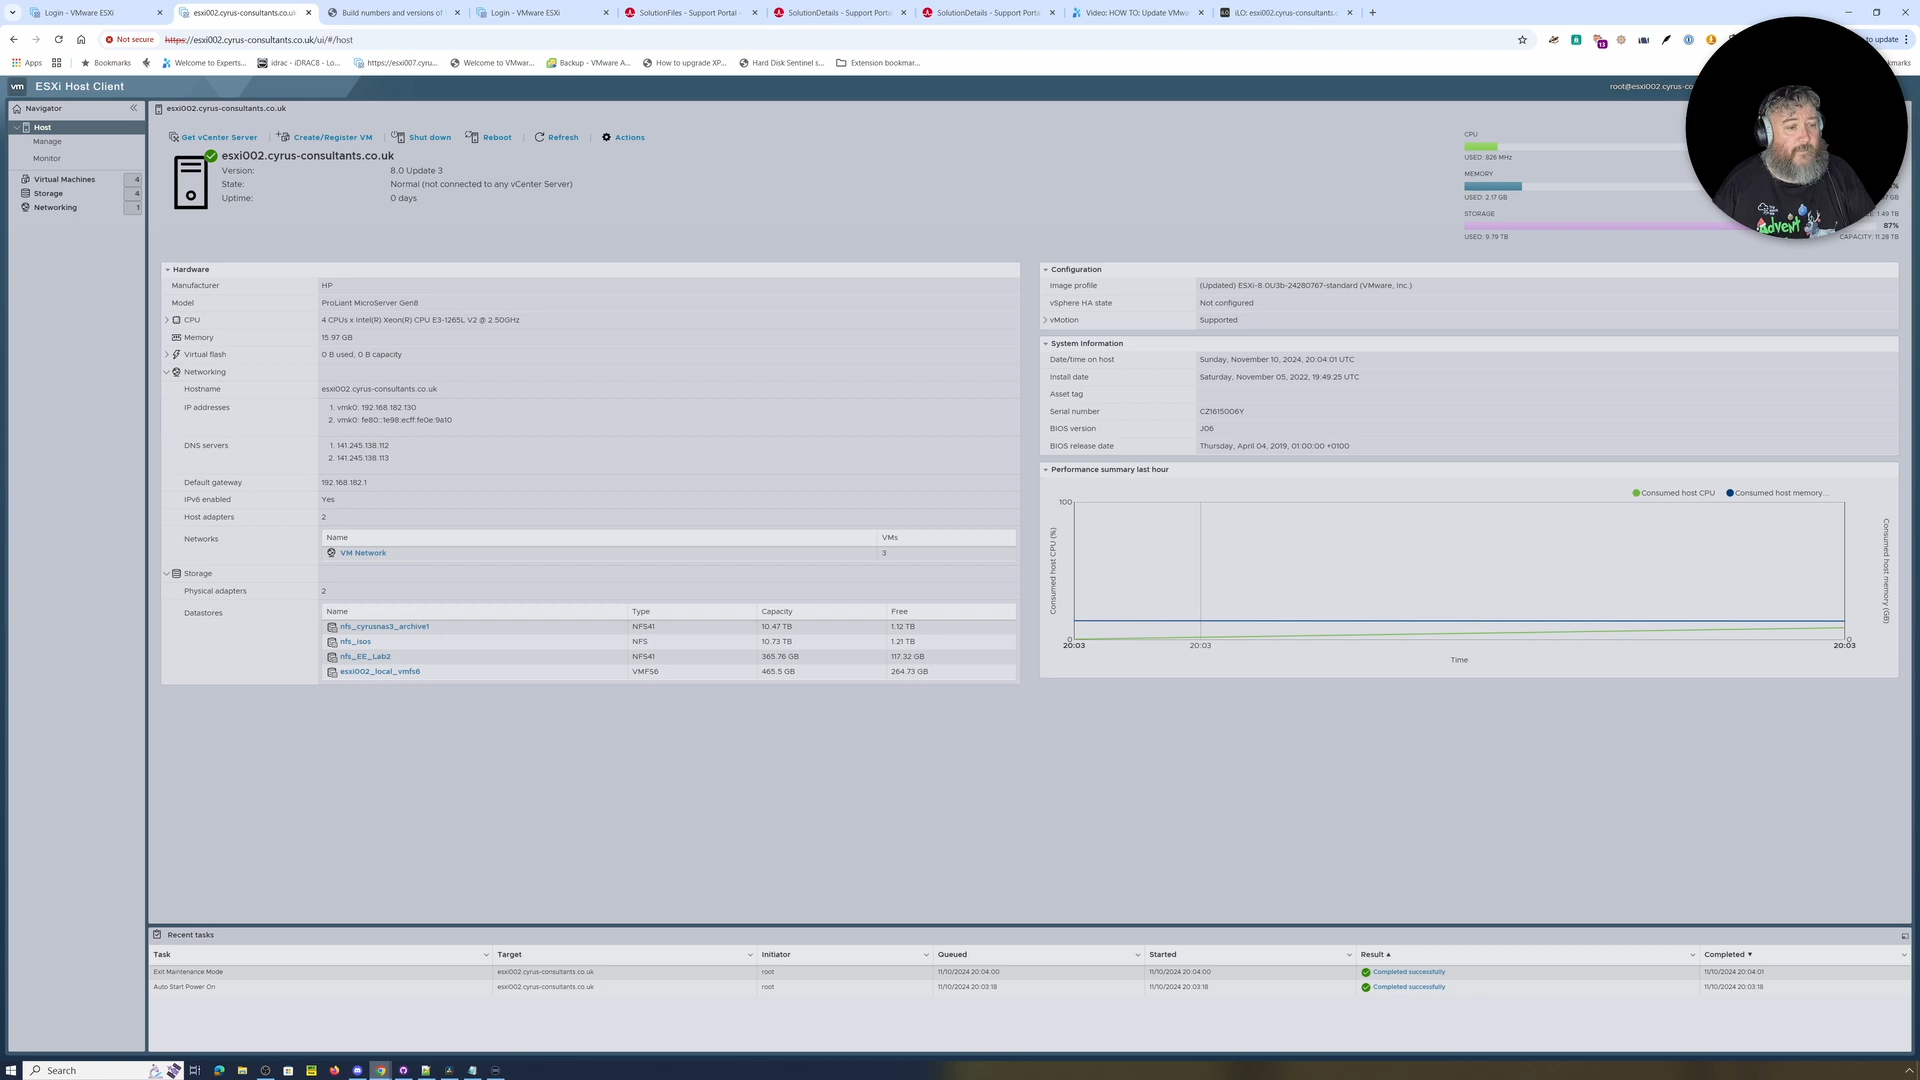 Login - VMware ESXi
esxi002.cyrus-consultants.co.uk
Build numbers and versions of
Login - VMware ESXi
SolutionFiles - Support Portal -
SolutionDetails - Support Porta
SolutionDetails - Support Porta
Video: HOW TO: Update VMwa
iLO: esxi002.cyrus-consultants.c
Not secure
https://esxi002.cyrus-consultants.co.uk/ui/#/host
13
to update
Apps
Bookmarks
Welcome to Experts...
idrac - iDRAC8 - Lo...
https://esxi007.cyru...
Welcome to VMwar...
Backup - VMware A...
How to upgrade XP...
Hard Disk Sentinel s...
Extension bookmar...
vm ESXi Host Client
root@esxi002.cyrus-co
Navigator
Host
Manage
Monitor
Virtual Machines 4
Storage 4
Networking 1
esxi002.cyrus-consultants.co.uk
Get vCenter Server
Create/Register VM
Shut down
Reboot
Refresh
Actions
esxi002.cyrus-consultants.co.uk
Version: 8.0 Update 3
State: Normal (not connected to any vCenter Server)
Uptime: 0 days
CPU
USED: 826 MHz
MEMORY
USED: 2.17 GB
STORAGE
1.49 TB
87%
USED: 9.79 TB
CAPACITY: 11.28 TB
Hardware
Manufacturer HP
Model ProLiant MicroServer Gen8
CPU 4 CPUs x Intel(R) Xeon(R) CPU E3-1265L V2 @ 2.50GHz
Memory 15.97 GB
Virtual flash 0 B used, 0 B capacity
Networking
Hostname esxi002.cyrus-consultants.co.uk
IP addresses 1. vmk0: 192.168.182.130
2. vmk0: fe80::1e98:ecff:fe0e:9a10
DNS servers 1. 141.245.138.112
2. 141.245.138.113
Default gateway 192.168.182.1
IPv6 enabled Yes
Host adapters 2
Networks Name VMs
VM Network 3
Storage
Physical adapters 2
Datastores Name Type Capacity Free
nfs_cyrusnas3_archive1 NFS41 10.47 TB 1.12 TB
nfs_isos NFS 10.73 TB 1.21 TB
nfs_EE_Lab2 NFS41 365.76 GB 117.32 GB
esxi002_local_vmfs6 VMFS6 465.5 GB 264.73 GB
Configuration
Image profile (Updated) ESXi-8.0U3b-24280767-standard (VMware, Inc.)
vSphere HA state Not configured
vMotion Supported
System Information
Date/time on host Sunday, November 10, 2024, 20:04:01 UTC
Install date Saturday, November 05, 2022, 19:49:25 UTC
Asset tag
Serial number CZ1615006Y
BIOS version J06
BIOS release date Thursday, April 04, 2019, 01:00:00 +0100
Performance summary last hour
Consumed host CPU
Consumed host memory...
100
Consumed host CPU (%)
Consumed host memory (GB)
0
0
20:03
20:03
20:03
Time
Advent
Recent tasks
Task Target Initiator Queued Started Result Completed
Exit Maintenance Mode esxi002.cyrus-consultants.co.uk root 11/10/2024 20:04:00 11/10/2024 20:04:00 Completed successfully 11/10/2024 20:04:01
Auto Start Power On esxi002.cyrus-consultants.co.uk root 11/10/2024 20:03:18 11/10/2024 20:03:18 Completed successfully 11/10/2024 20:03:18
Search